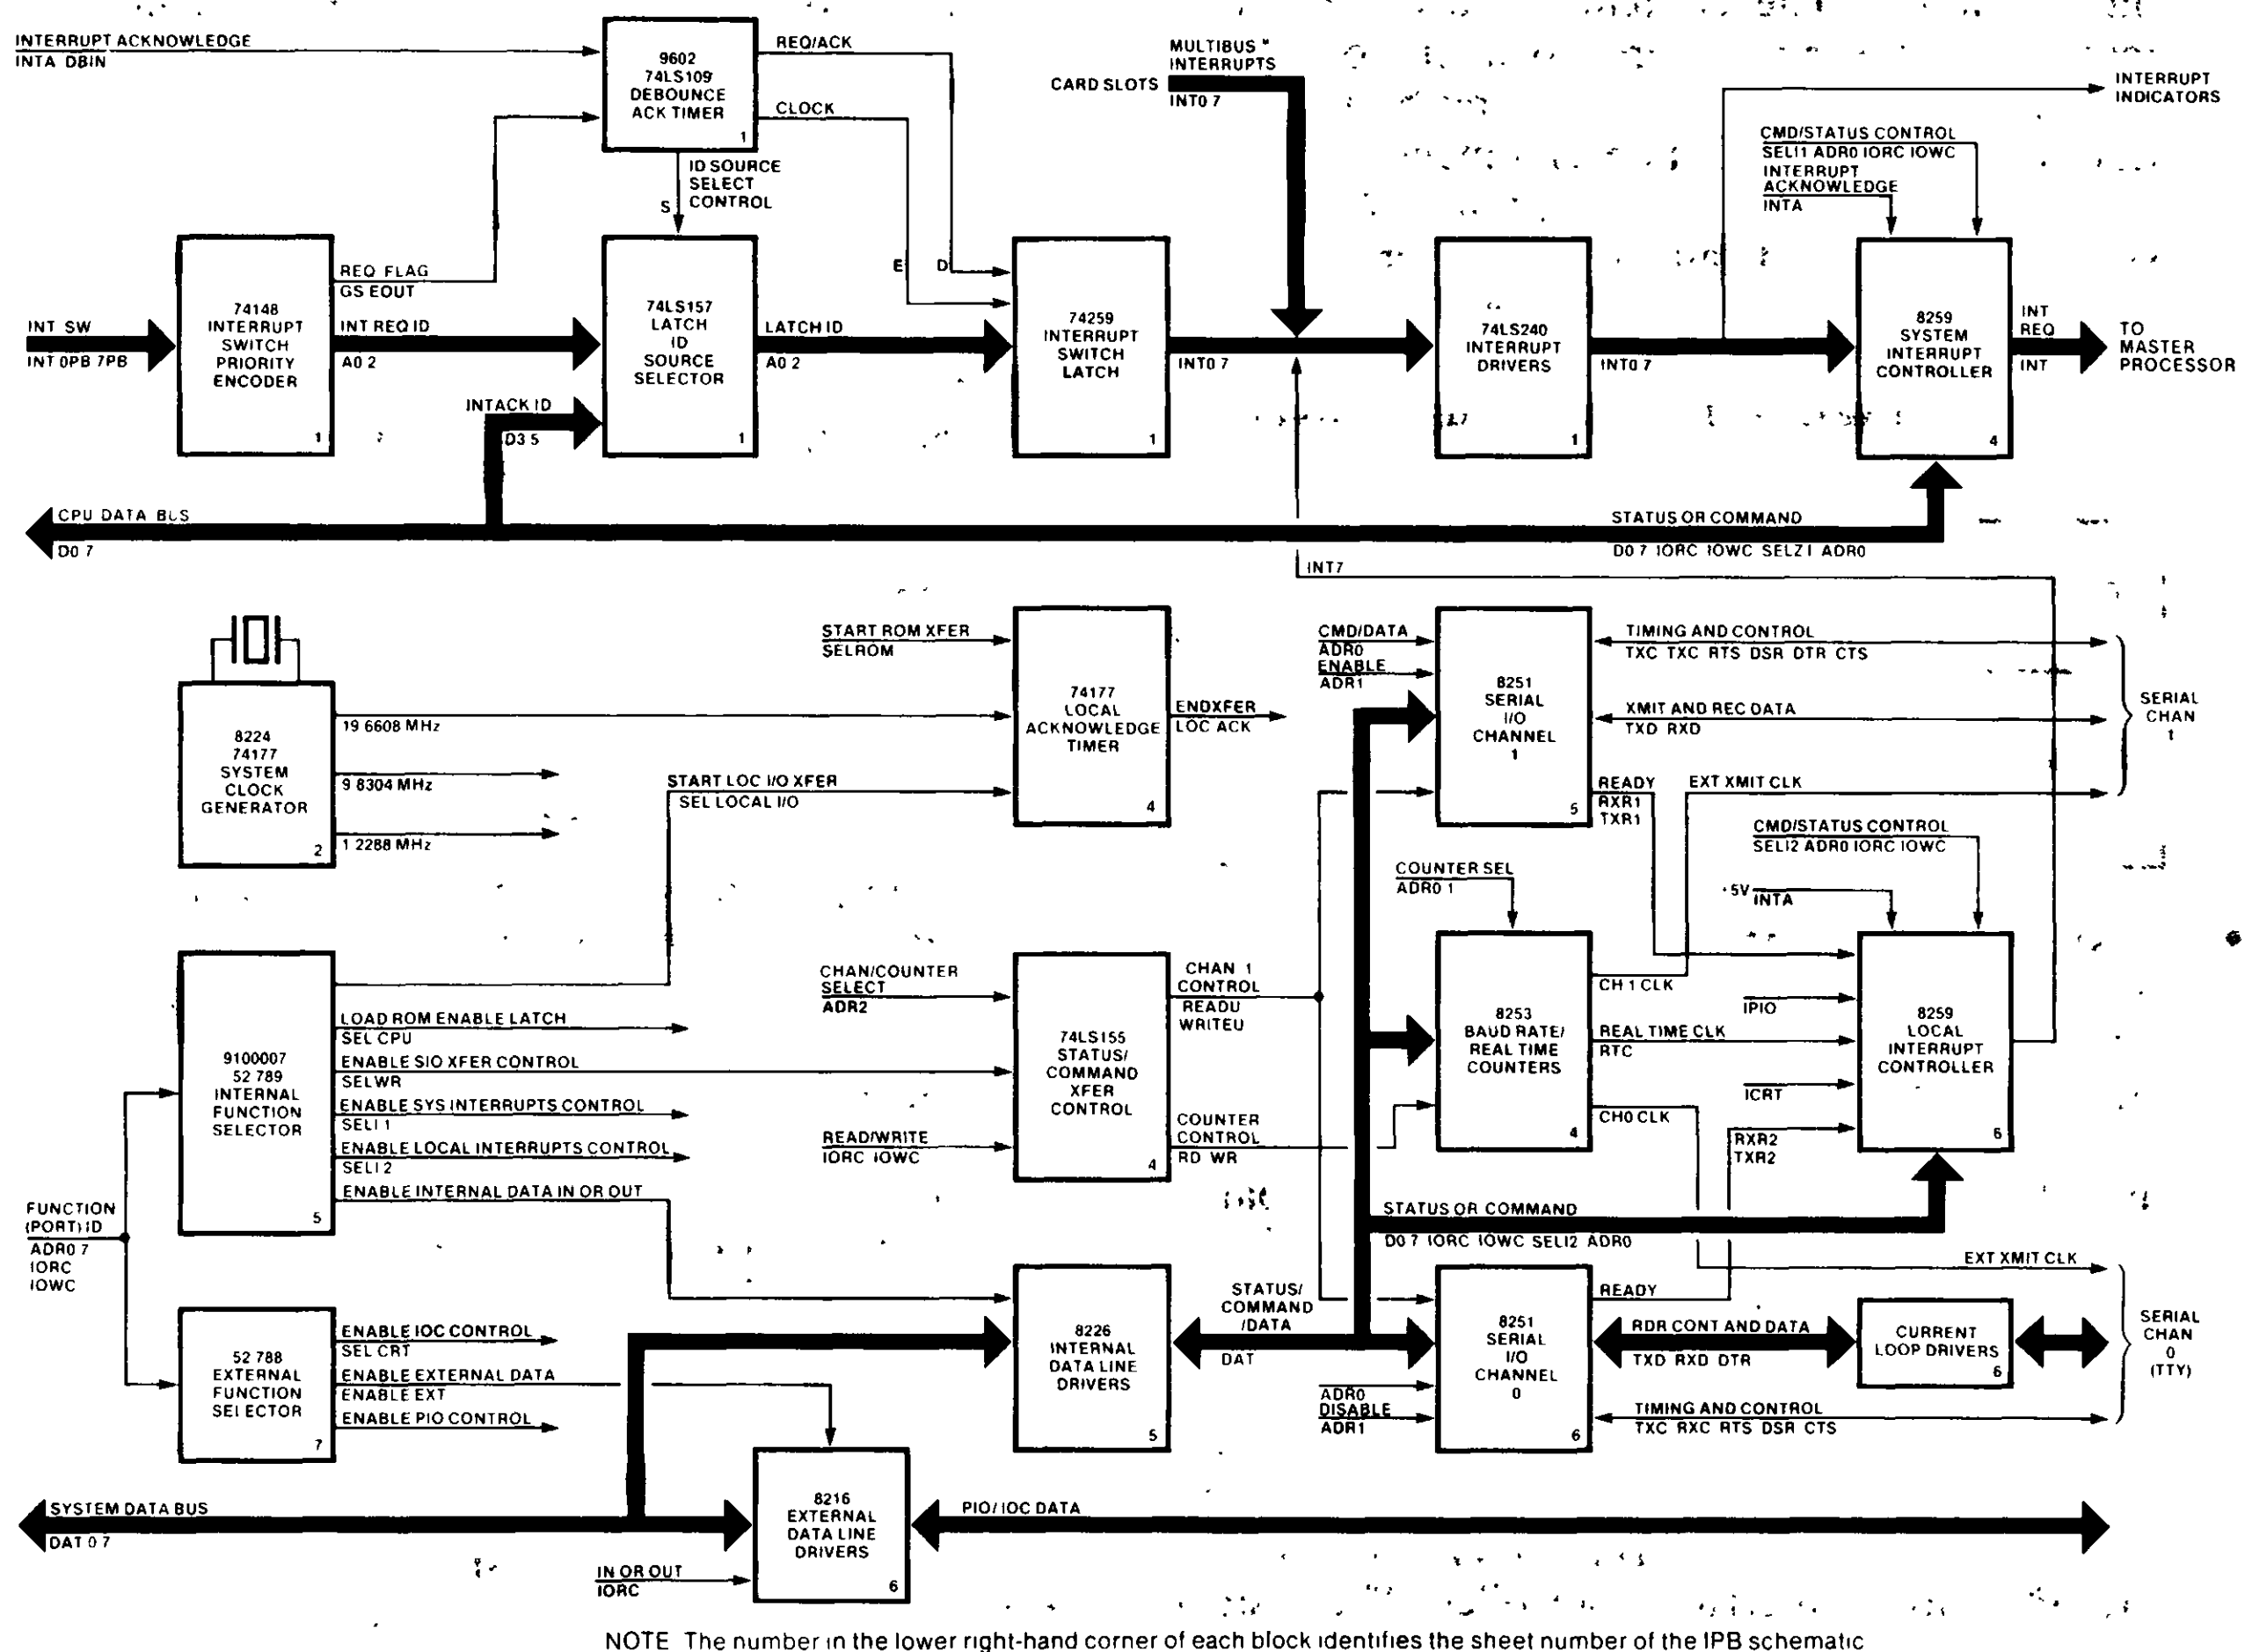 INTERRUPT ACKNOWLEDGE
INTA DBIN
9602
74LS109
DEBOUNCE
ACK TIMER
1
REQ/ACK
CLOCK
ID SOURCE
SELECT
CONTROL
S
MULTIBUS
INTERRUPTS
CARD SLOTS
INT0 7
INTERRUPT
INDICATORS
CMD/STATUS CONTROL
SELI1 ADR0 IORC IOWC
INTERRUPT
ACKNOWLEDGE
INTA
INT SW
INT 0PB 7PB
74148
INTERRUPT
SWITCH
PRIORITY
ENCODER
1
REQ FLAG
GS EOUT
INT REQ ID
A0 2
INTACK ID
D3 5
74LS157
LATCH
ID
SOURCE
SELECTOR
1
LATCH ID
A0 2
E
D
74259
INTERRUPT
SWITCH
LATCH
1
INT0 7
74LS240
INTERRUPT
DRIVERS
1
INT0 7
8259
SYSTEM
INTERRUPT
CONTROLLER
4
INT
REQ
INT
TO
MASTER
PROCESSOR
CPU DATA BUS
D0 7
STATUS OR COMMAND
D0 7 IORC IOWC SELZ1 ADR0
INT7
8224
74177
SYSTEM
CLOCK
GENERATOR
2
19 6608 MHz
9 8304 MHz
1 2288 MHz
START ROM XFER
SELROM
START LOC I/O XFER
SEL LOCAL I/O
74177
LOCAL
ACKNOWLEDGE
TIMER
4
ENDXFER
LOC ACK
CMD/DATA
ADR0
ENABLE
ADR1
8251
SERIAL
I/O
CHANNEL
1
5
TIMING AND CONTROL
TXC TXC RTS DSR DTR CTS
XMIT AND REC DATA
TXD RXD
READY
RXR1
TXR1
EXT XMIT CLK
SERIAL
CHAN
1
CMD/STATUS CONTROL
SELI2 ADR0 IORC IOWC
+5V
INTA
COUNTER SEL
ADR0 1
8253
BAUD RATE/
REAL TIME
COUNTERS
4
CH 1 CLK
REAL TIME CLK
RTC
CH0 CLK
IPIO
ICRT
RXR2
TXR2
8259
LOCAL
INTERRUPT
CONTROLLER
6
9100007
52 789
INTERNAL
FUNCTION
SELECTOR
5
LOAD ROM ENABLE LATCH
SEL CPU
ENABLE SIO XFER CONTROL
SELWR
ENABLE SYS INTERRUPTS CONTROL
SELI 1
ENABLE LOCAL INTERRUPTS CONTROL
SELI 2
ENABLE INTERNAL DATA IN OR OUT
CHAN/COUNTER
SELECT
ADR2
READ/WRITE
IORC IOWC
74LS155
STATUS/
COMMAND
XFER
CONTROL
4
CHAN 1
CONTROL
READU
WRITEU
COUNTER
CONTROL
RD WR
FUNCTION
(PORT) ID
ADR0 7
IORC
IOWC
STATUS OR COMMAND
D0 7 IORC IOWC SELI2 ADR0
52 788
EXTERNAL
FUNCTION
SELECTOR
7
ENABLE IOC CONTROL
SEL CRT
ENABLE EXTERNAL DATA
ENABLE EXT
ENABLE PIO CONTROL
8226
INTERNAL
DATA LINE
DRIVERS
5
STATUS/
COMMAND
/DATA
DAT
ADR0
DISABLE
ADR1
8251
SERIAL
I/O
CHANNEL
0
6
READY
RDR CONT AND DATA
TXD RXD DTR
TIMING AND CONTROL
TXC RXC RTS DSR CTS
EXT XMIT CLK
CURRENT
LOOP DRIVERS
6
SERIAL
CHAN
0
(TTY)
SYSTEM DATA BUS
DAT 0 7
8216
EXTERNAL
DATA LINE
DRIVERS
6
IN OR OUT
IORC
PIO/IOC DATA
NOTE The number in the lower right-hand corner of each block identifies the sheet number of the IPB schematic